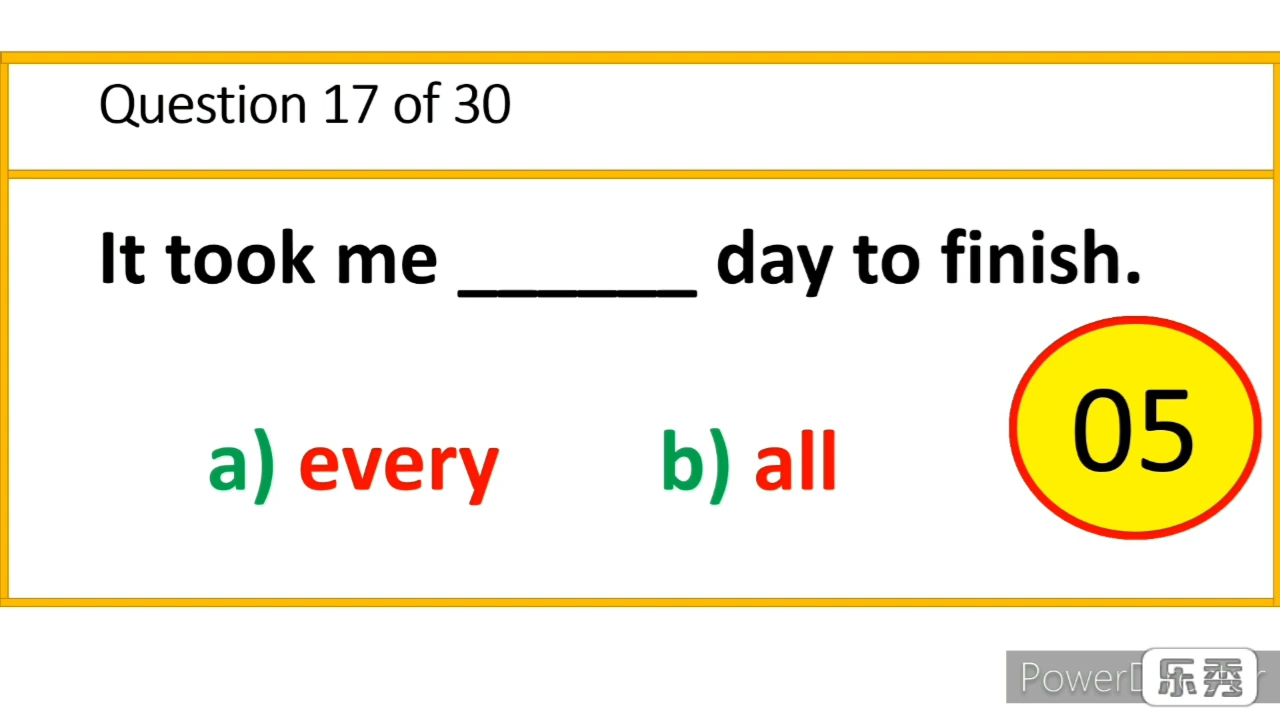 Question 17 of 30
It took me ______ day to finish.
a) every b) all
05
乐秀